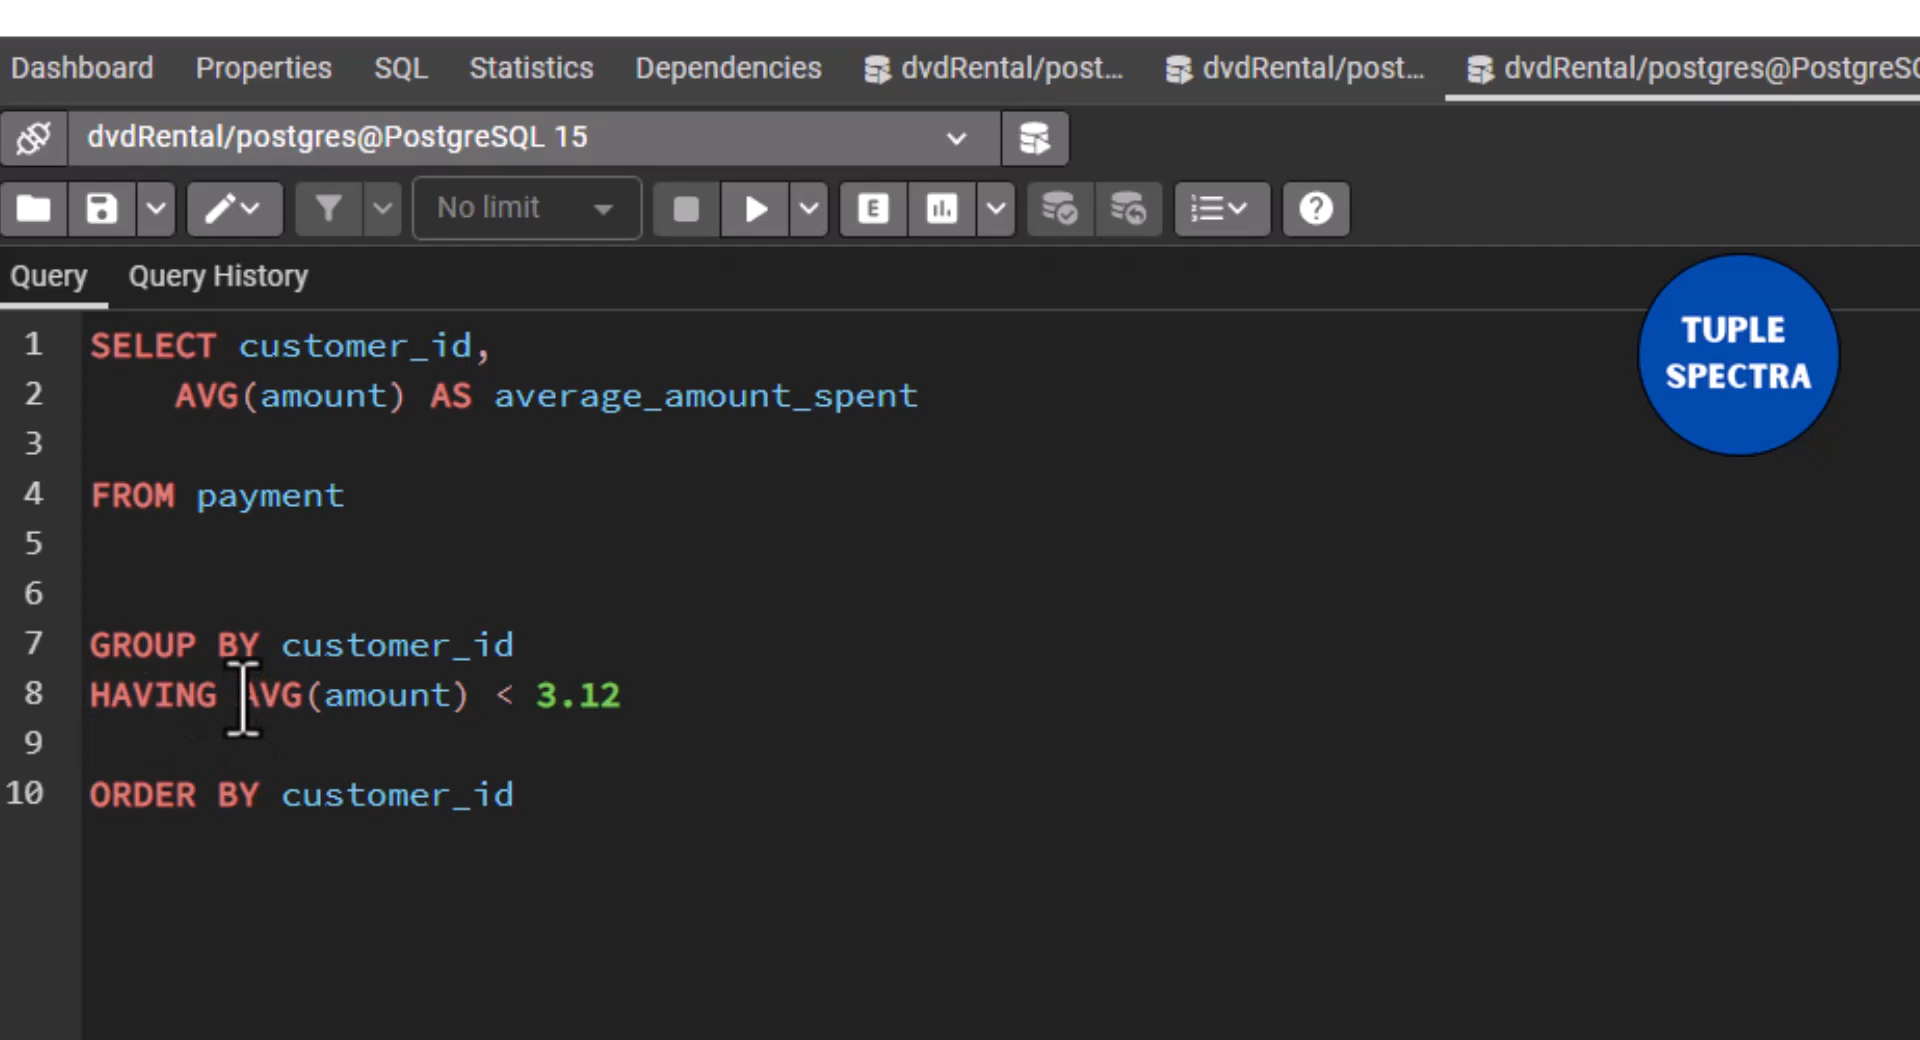 Dashboard Properties SQL Statistics Dependencies dvdRental/post... dvdRental/post... dvdRental/postgres@PostgreSQ
dvdRental/postgres@PostgreSQL 15
No limit E ?
Query Query History
TUPLE
SPECTRA
1 SELECT customer_id,
2 AVG(amount) AS average_amount_spent
3
4 FROM payment
5
6
7 GROUP BY customer_id
8 HAVING AVG(amount) < 3.12
9
10 ORDER BY customer_id